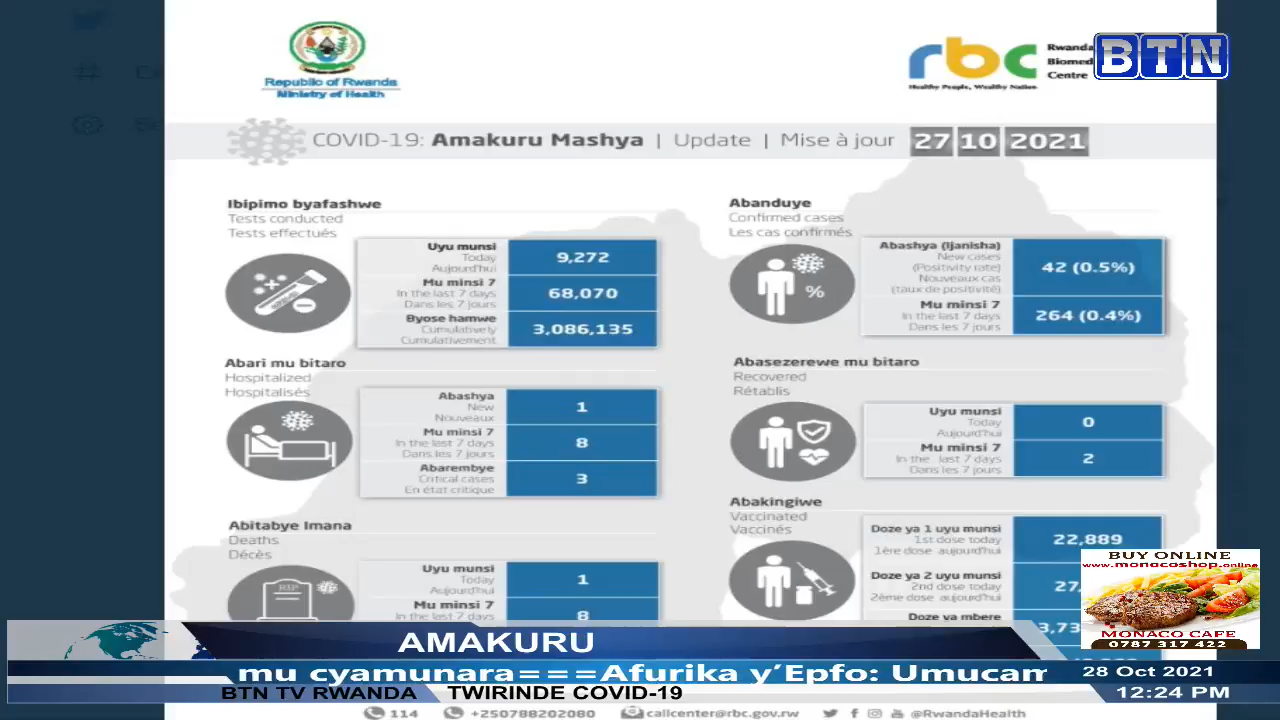 Republic of Rwanda
Ministry of Health
rbc
Rwanda
Biomed
Centre
Healthy People, Wealthy Nation
BTN
COVID-19: Amakuru Mashya | Update | Mise à jour 27 10 2021
Ibipimo byafashwe
Tests conducted
Tests effectués
Uyu munsi
Today
Aujourd'hui
9,272
Mu minsi 7
In the last 7 days
Dans les 7 jours
68,070
Byose hamwe
Cumulatively
Cumulativement
3,086,135
Abanduye
Confirmed cases
Les cas confirmés
%
Abashya (Ijanisha)
New cases
(Positivity rate)
Nouveaux cas
(taux de positivité)
42 (0.5%)
Mu minsi 7
In the last 7 days
Dans les 7 jours
264 (0.4%)
Abari mu bitaro
Hospitalized
Hospitalisés
Abashya
New
Nouveaux
1
Mu minsi 7
In the last 7 days
Dans les 7 jours
8
Abarembye
Critical cases
En état critique
3
Abasezerewe mu bitaro
Recovered
Rétablis
Uyu munsi
Today
Aujourd'hui
0
Mu minsi 7
In the last 7 days
Dans les 7 jours
2
Abitabye Imana
Deaths
Décès
RIP
Uyu munsi
Today
Aujourd'hui
1
Mu minsi 7
8
Abakingiwe
Vaccinated
Vaccinés
Doze ya 1 uyu munsi
1st dose today
1ère dose aujourd'hui
22,889
Doze ya 2 uyu munsi
2nd dose today
2ème dose aujourd'hui
27,
Doze ya mbere
3,73
BUY ONLINE
www.monacoshop.online
MONACO CAFE
0787 317 422
AMAKURU
mu cyamunara===Afurika y'Epfo: Umucam
28 Oct 2021
BTN TV RWANDA TWIRINDE COVID-19
12:24 PM
114 +250788202080 callcenter@rbc.gov.rw @RwandaHealth